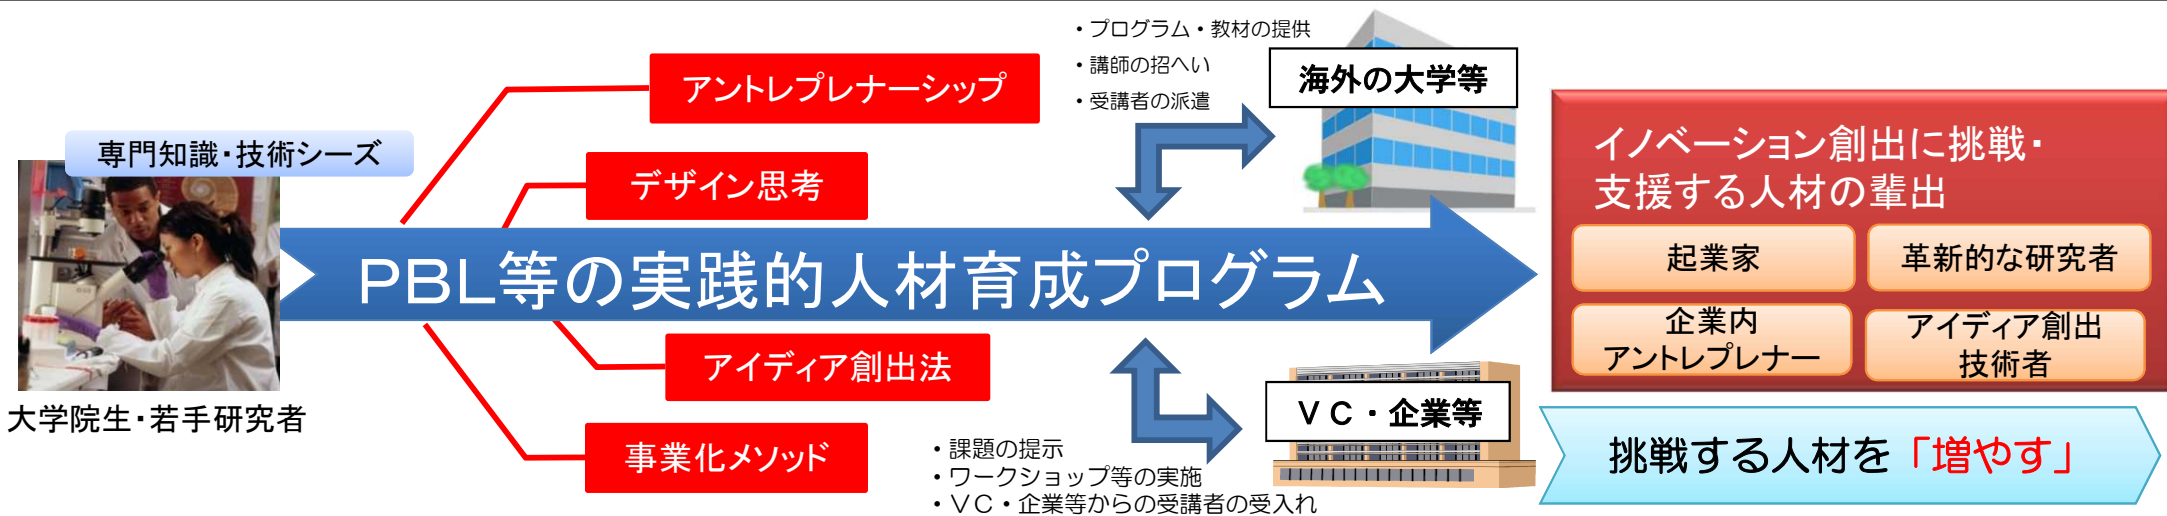 専門知識・技術シーズ
大学院生・若手研究者
アントレプレナーシップ
デザイン思考
PBL等の実践的人材育成プログラム
アイディア創出法
事業化メソッド
・プログラム・教材の提供
・講師の招へい
・受講者の派遣
海外の大学等
VC・企業等
・課題の提示
・ワークショップ等の実施
・VC・企業等からの受講者の受入れ
イノベーション創出に挑戦・
支援する人材の輩出
起業家
革新的な研究者
企業内
アントレプレナー
アイディア創出
技術者
挑戦する人材を「増やす」